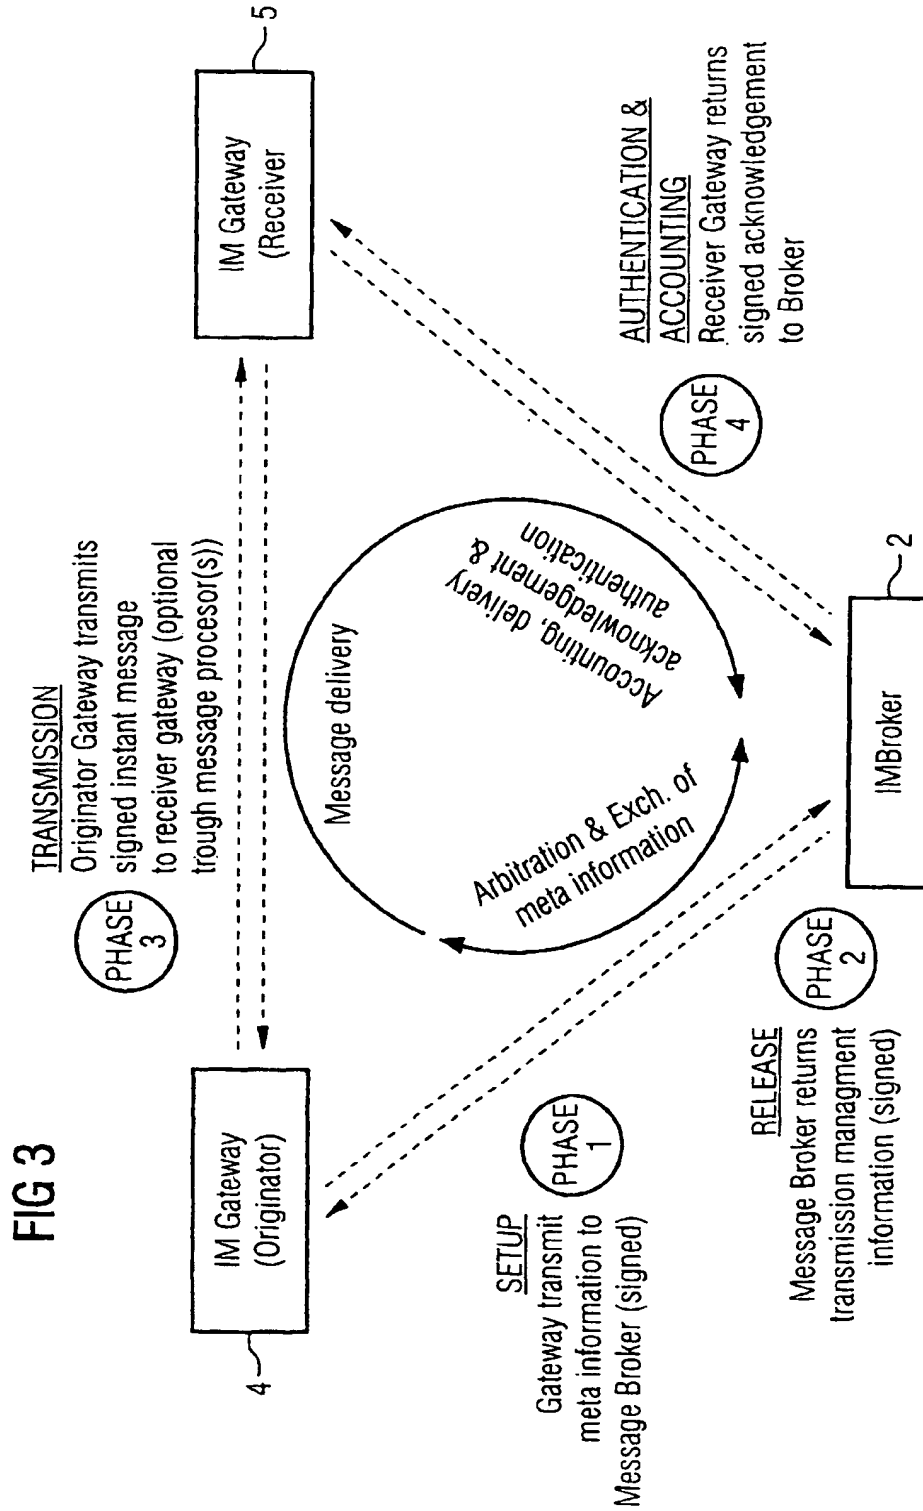 FIG 3
4
IM Gateway
(Originator)
PHASE
3
TRANSMISSION
Originator Gateway transmits
signed instant message
to receiver gateway (optional
trough message procesor(s))
IM Gateway
(Receiver
5
SETUP
Gateway transmit
meta information to
Message Broker (signed)
PHASE
1
Message delivery
Arbitration & Exch. of
meta information
Accounting, delivery
acknowledgement &
authentication
PHASE
4
AUTHENTICATION &
ACCOUNTING
Receiver Gateway returns
signed acknowledgement
to Broker
RELEASE
Message Broker returns
transmission managment
information (signed)
PHASE
2
IMBroker
2